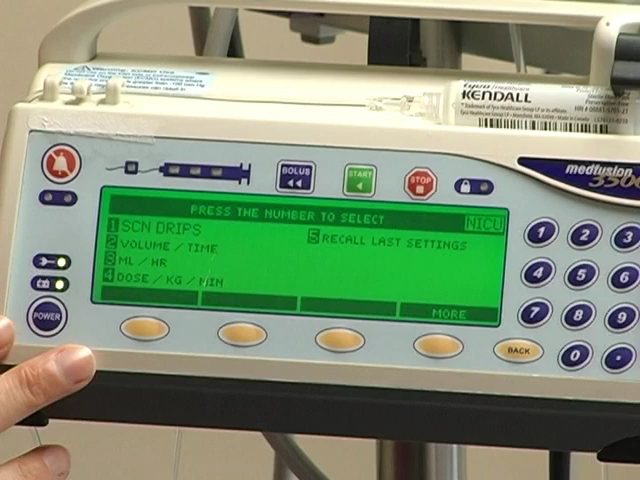 KENDALL
BOLUS
START
STOP
medfusion
3500
PRESS THE NUMBER TO SELECT
NICU
1 SCN DRIPS
2 VOLUME / TIME
3 ML / HR
4 DOSE / KG / MIN
5 RECALL LAST SETTINGS
MORE
POWER
BACK
1 2 3
4 5 6
7 8 9
0 .